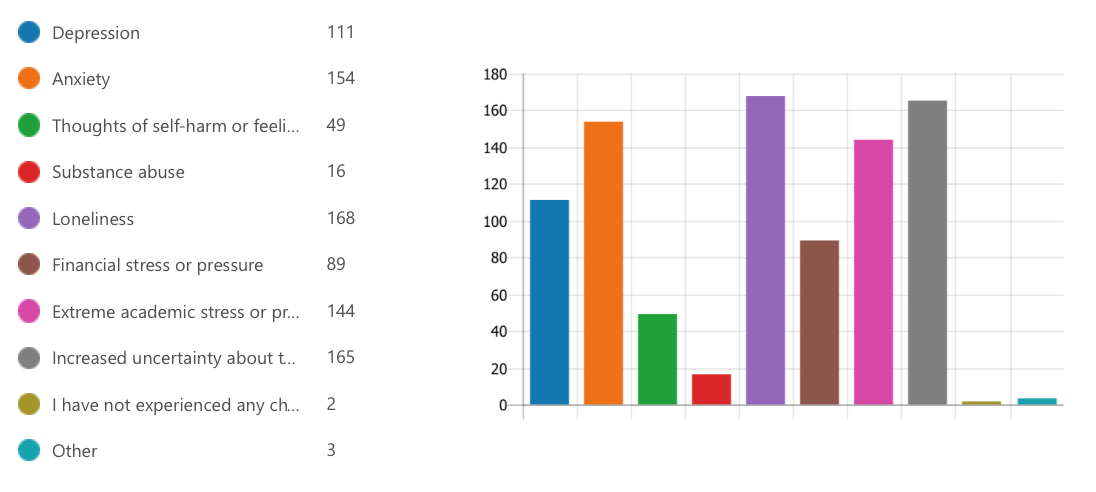 Depression 111
Anxiety 154
Thoughts of self-harm or feeli... 49
Substance abuse 16
Loneliness 168
Financial stress or pressure 89
Extreme academic stress or pr... 144
Increased uncertainty about t... 165
I have not experienced any ch... 2
Other 3
180
160
140
120
100
80
60
40
20
0